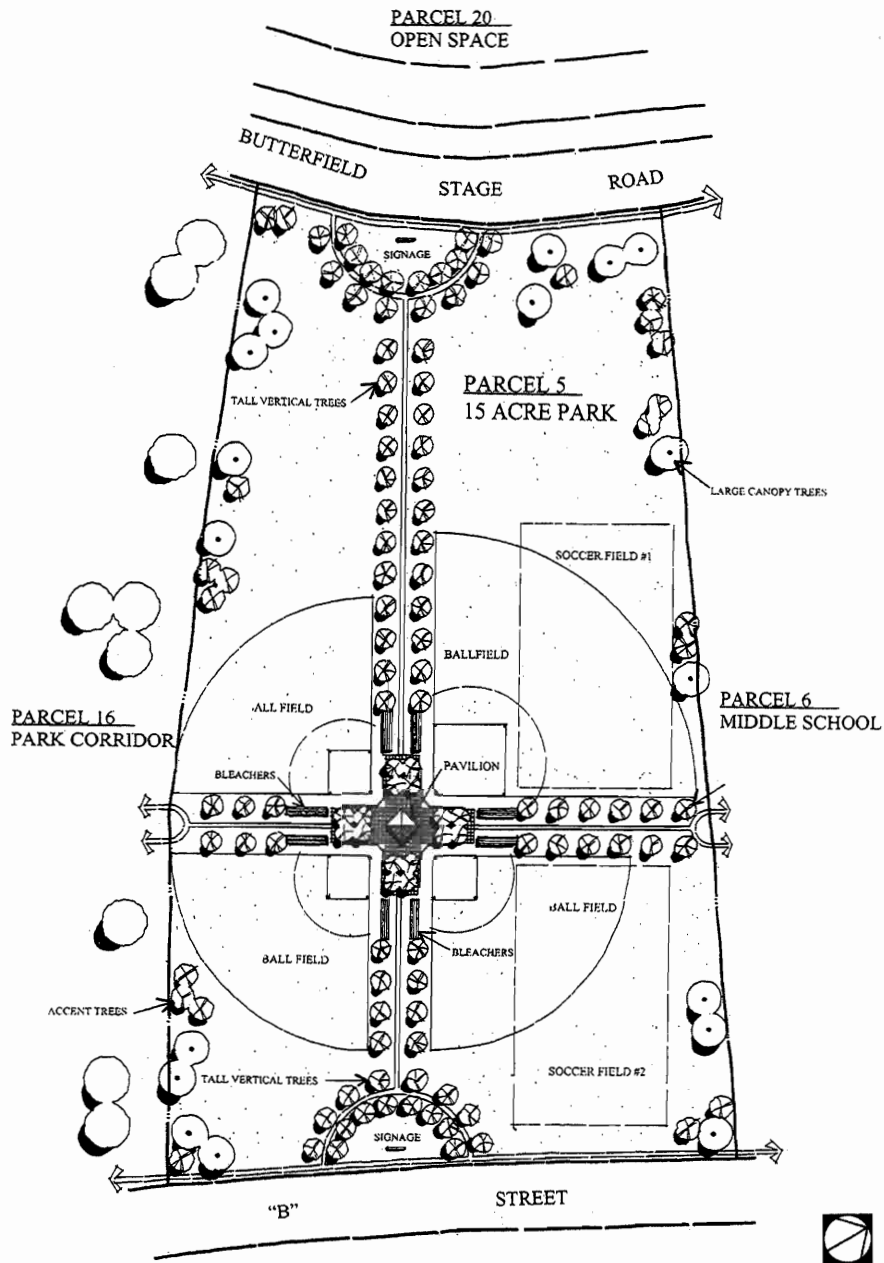 PARCEL 20
OPEN SPACE
BUTTERFIELD STAGE ROAD
SIGNAGE
TALL VERTICAL TREES
PARCEL 5
15 ACRE PARK
LARGE CANOPY TREES
SOCCER FIELD #1
BALLFIELD
ALL FIELD
PARCEL 16
PARK CORRIDOR
PARCEL 6
MIDDLE SCHOOL
BLEACHERS
PAVILION
BALL FIELD
BALL FIELD
BLEACHERS
ACCENT TREES
TALL VERTICAL TREES
SOCCER FIELD #2
SIGNAGE
"B" STREET